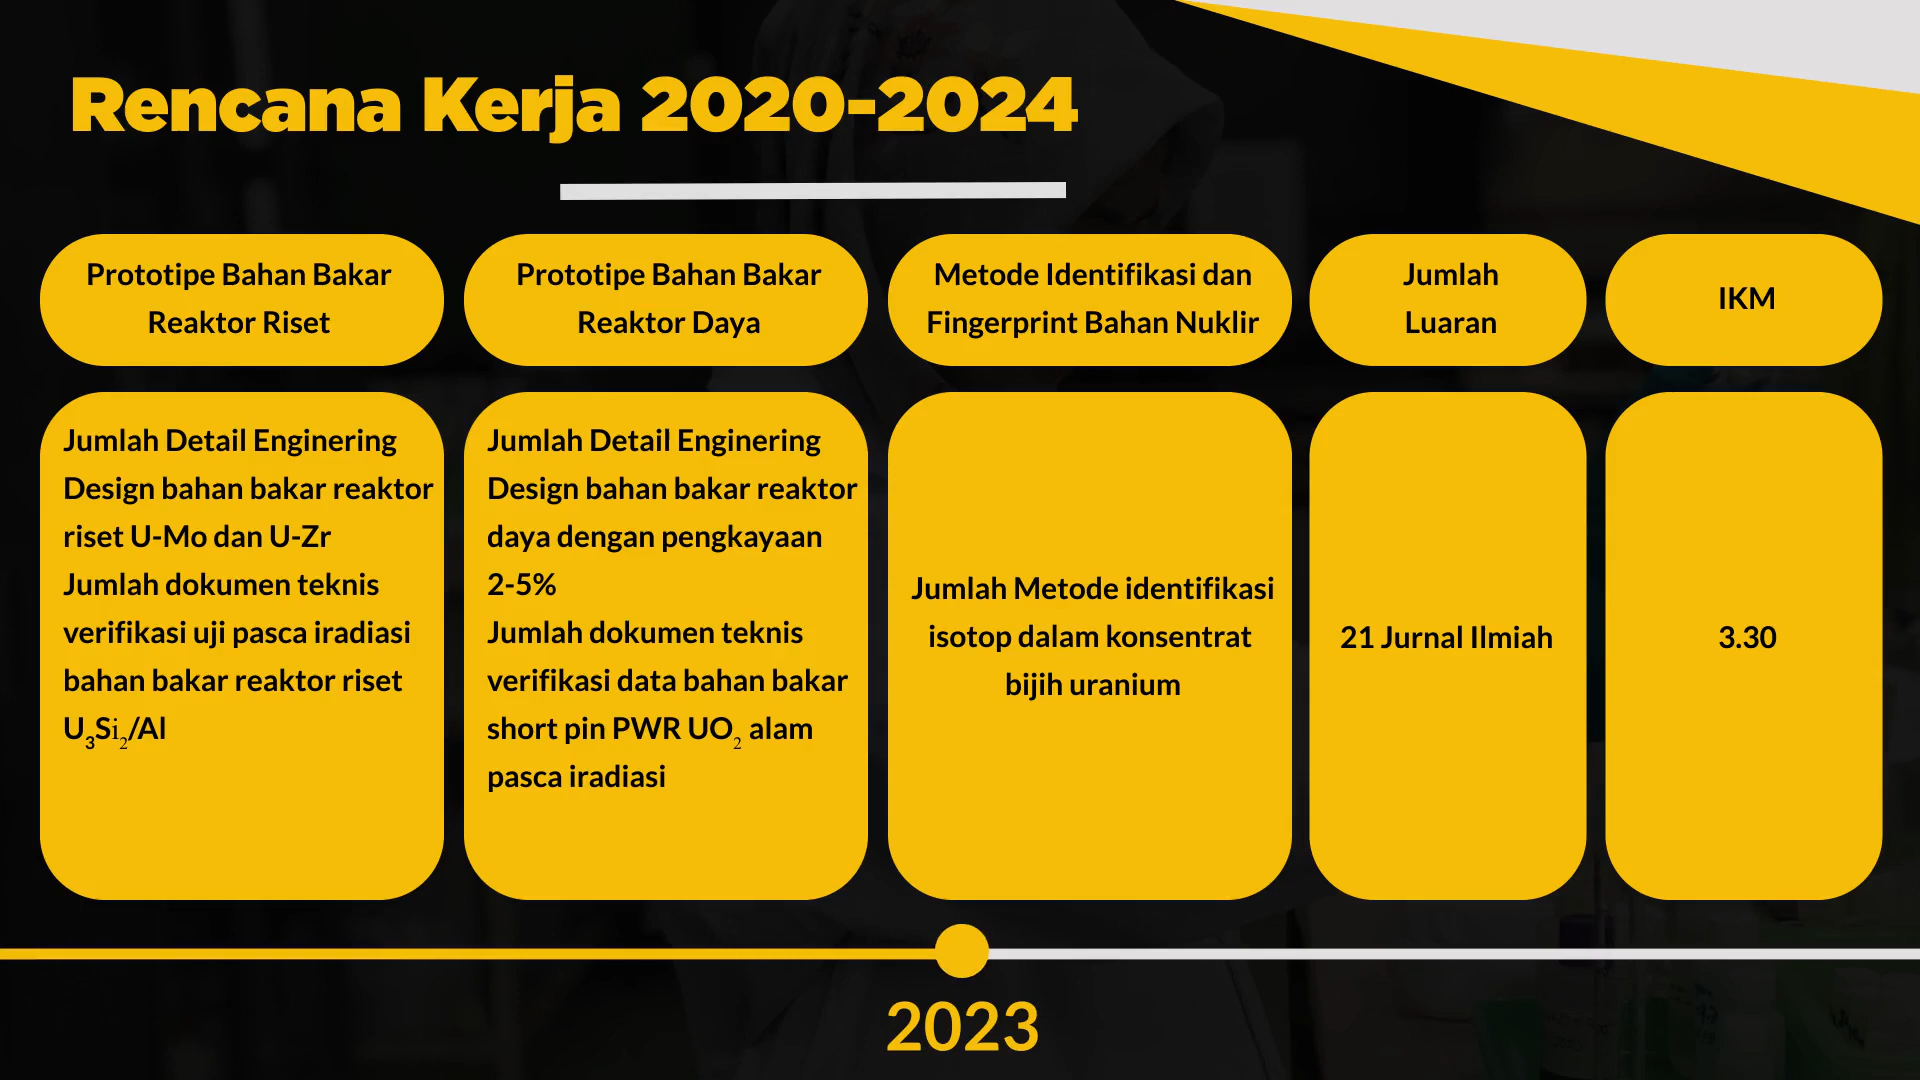 Rencana Kerja 2020-2024
Prototipe Bahan Bakar
Reaktor Riset
Prototipe Bahan Bakar
Reaktor Daya
Metode Identifikasi dan
Fingerprint Bahan Nuklir
Jumlah
Luaran
IKM
Jumlah Detail Enginering
Design bahan bakar reaktor
riset U-Mo dan U-Zr
Jumlah dokumen teknis
verifikasi uji pasca iradiasi
bahan bakar reaktor riset
U₃Si₂/Al
Jumlah Detail Enginering
Design bahan bakar reaktor
daya dengan pengkayaan
2-5%
Jumlah dokumen teknis
verifikasi data bahan bakar
short pin PWR UO₂ alam
pasca iradiasi
Jumlah Metode identifikasi
isotop dalam konsentrat
bijih uranium
21 Jurnal Ilmiah
3.30
2023